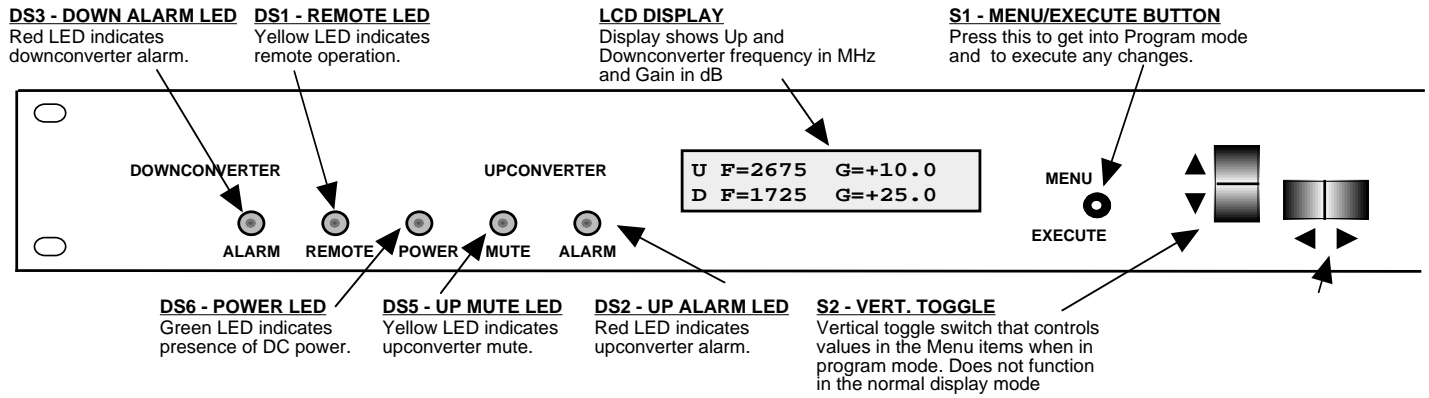 DS3 - DOWN ALARM LED
Red LED indicates
downconverter alarm.
DS1 - REMOTE LED
Yellow LED indicates
remote operation.
LCD DISPLAY
Display shows Up and
Downconverter frequency in MHz
and Gain in dB
S1 - MENU/EXECUTE BUTTON
Press this to get into Program mode
and to execute any changes.
DOWNCONVERTER
UPCONVERTER
U F=2675 G=+10.0
D F=1725 G=+25.0
MENU
EXECUTE
ALARM
REMOTE
POWER
MUTE
ALARM
DS6 - POWER LED
Green LED indicates
presence of DC power.
DS5 - UP MUTE LED
Yellow LED indicates
upconverter mute.
DS2 - UP ALARM LED
Red LED indicates
upconverter alarm.
S2 - VERT. TOGGLE
Vertical toggle switch that controls
values in the Menu items when in
program mode. Does not function
in the normal display mode